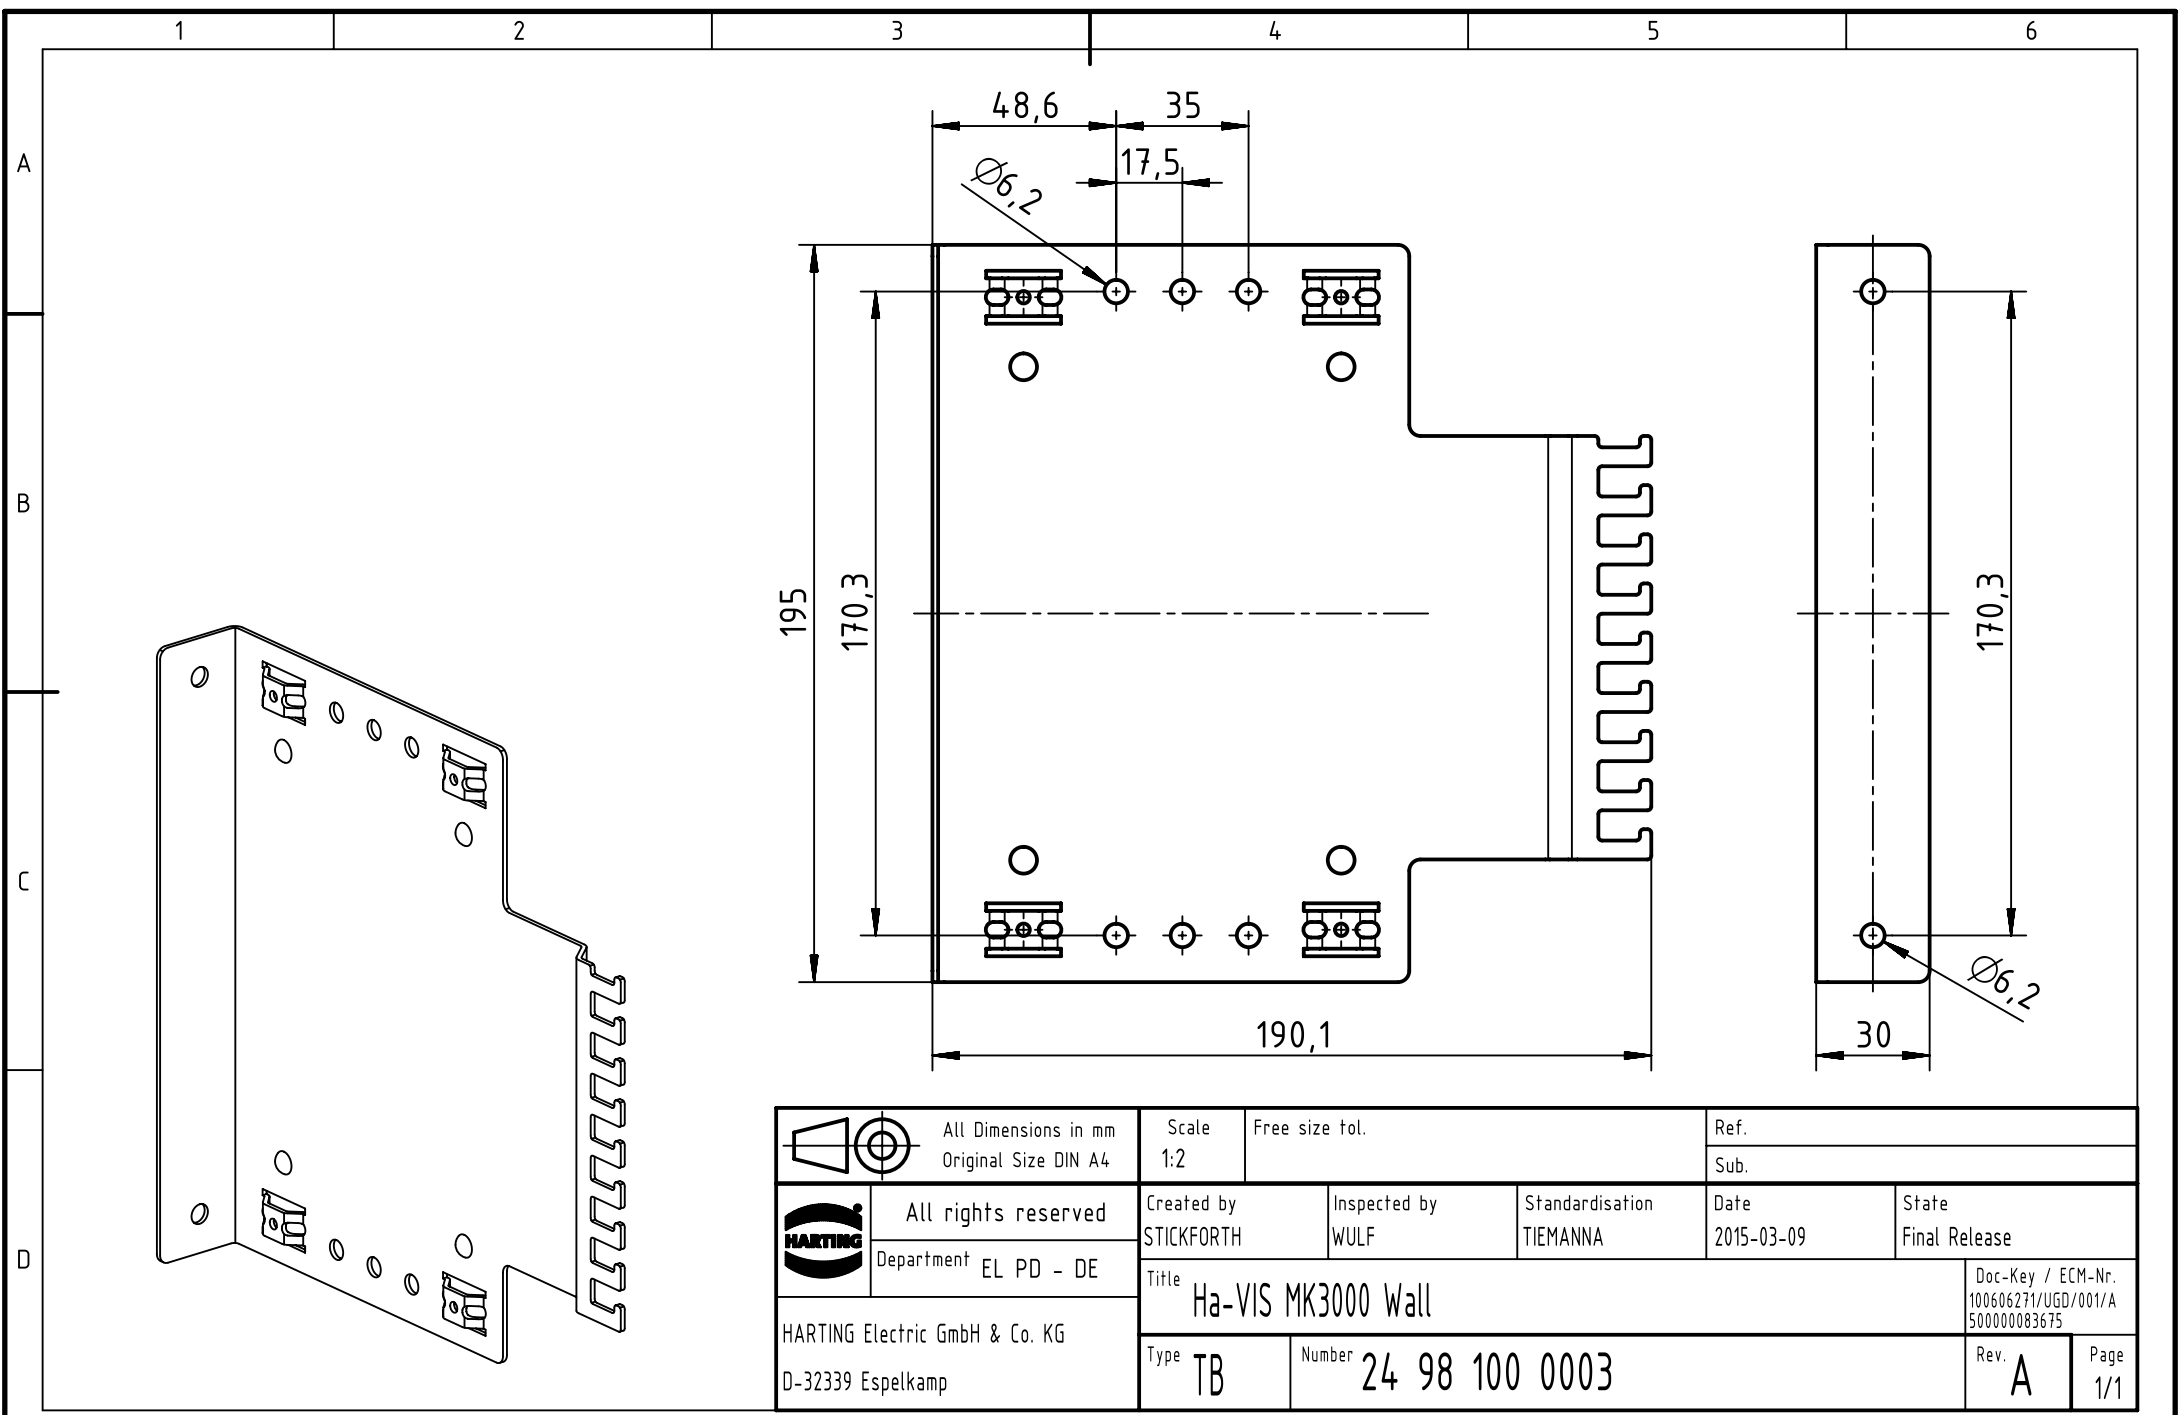 1 2 3 4 5 6
A
B
C
D
48,6
35
17,5
∅6,2
195
170,3
190,1
170,3
∅6,2
30
All Dimensions in mm
Original Size DIN A4
Scale
1:2
Free size tol.
Ref.
Sub.
HARTING
All rights reserved
Department EL PD - DE
Created by
STICKFORTH
Inspected by
WULF
Standardisation
TIEMANNA
Date
2015-03-09
State
Final Release
HARTING Electric GmbH & Co. KG
D-32339 Espelkamp
Title Ha-VIS MK3000 Wall
Doc-Key / ECM-Nr.
100606271/UGD/001/A
500000083675
Type TB
Number 24 98 100 0003
Rev. A
Page
1/1